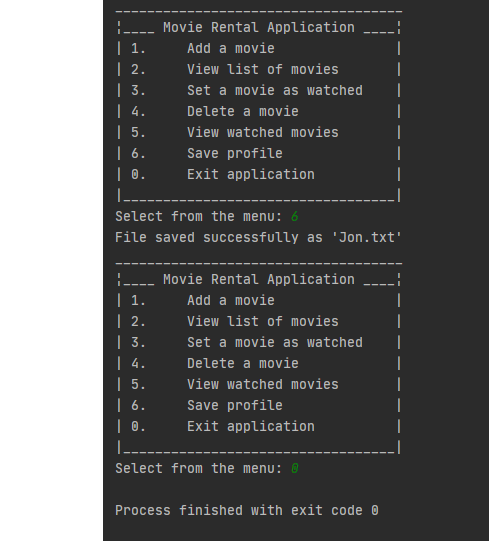 ____________________________________
¦____ Movie Rental Application ____¦
| 1.     Add a movie               |
| 2.     View list of movies       |
| 3.     Set a movie as watched    |
| 4.     Delete a movie            |
| 5.     View watched movies       |
| 6.     Save profile              |
| 0.     Exit application          |
|__________________________________|
Select from the menu: 6
File saved successfully as 'Jon.txt'
____________________________________
¦____ Movie Rental Application ____¦
| 1.     Add a movie               |
| 2.     View list of movies       |
| 3.     Set a movie as watched    |
| 4.     Delete a movie            |
| 5.     View watched movies       |
| 6.     Save profile              |
| 0.     Exit application          |
|__________________________________|
Select from the menu: 0
Process finished with exit code 0